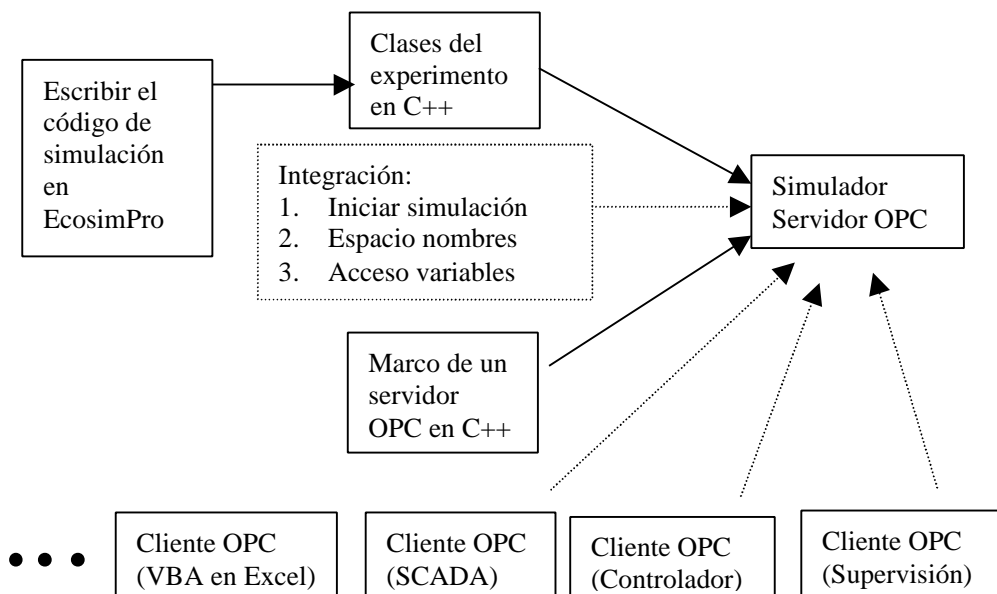 Escribir el
código de
simulación
en
EcosimPro
Clases del
experimento
en C++
Integración:
1. Iniciar simulación
2. Espacio nombres
3. Acceso variables
Simulador
Servidor OPC
Marco de un
servidor
OPC en C++
Cliente OPC
(VBA en Excel)
Cliente OPC
(SCADA)
Cliente OPC
(Controlador)
Cliente OPC
(Supervisión)